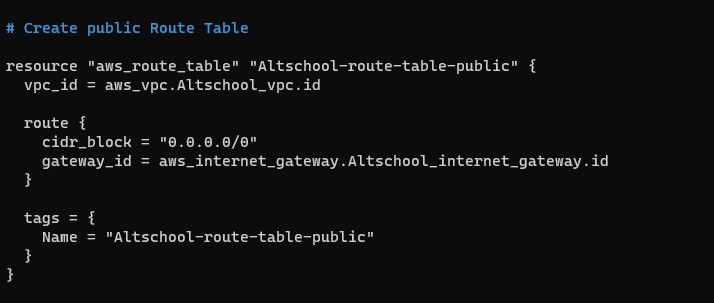 # Create public Route Table
resource "aws_route_table" "Altschool-route-table-public" {
  vpc_id = aws_vpc.Altschool_vpc.id
  route {
    cidr_block = "0.0.0.0/0"
    gateway_id = aws_internet_gateway.Altschool_internet_gateway.id
  }
  tags = {
    Name = "Altschool-route-table-public"
  }
}